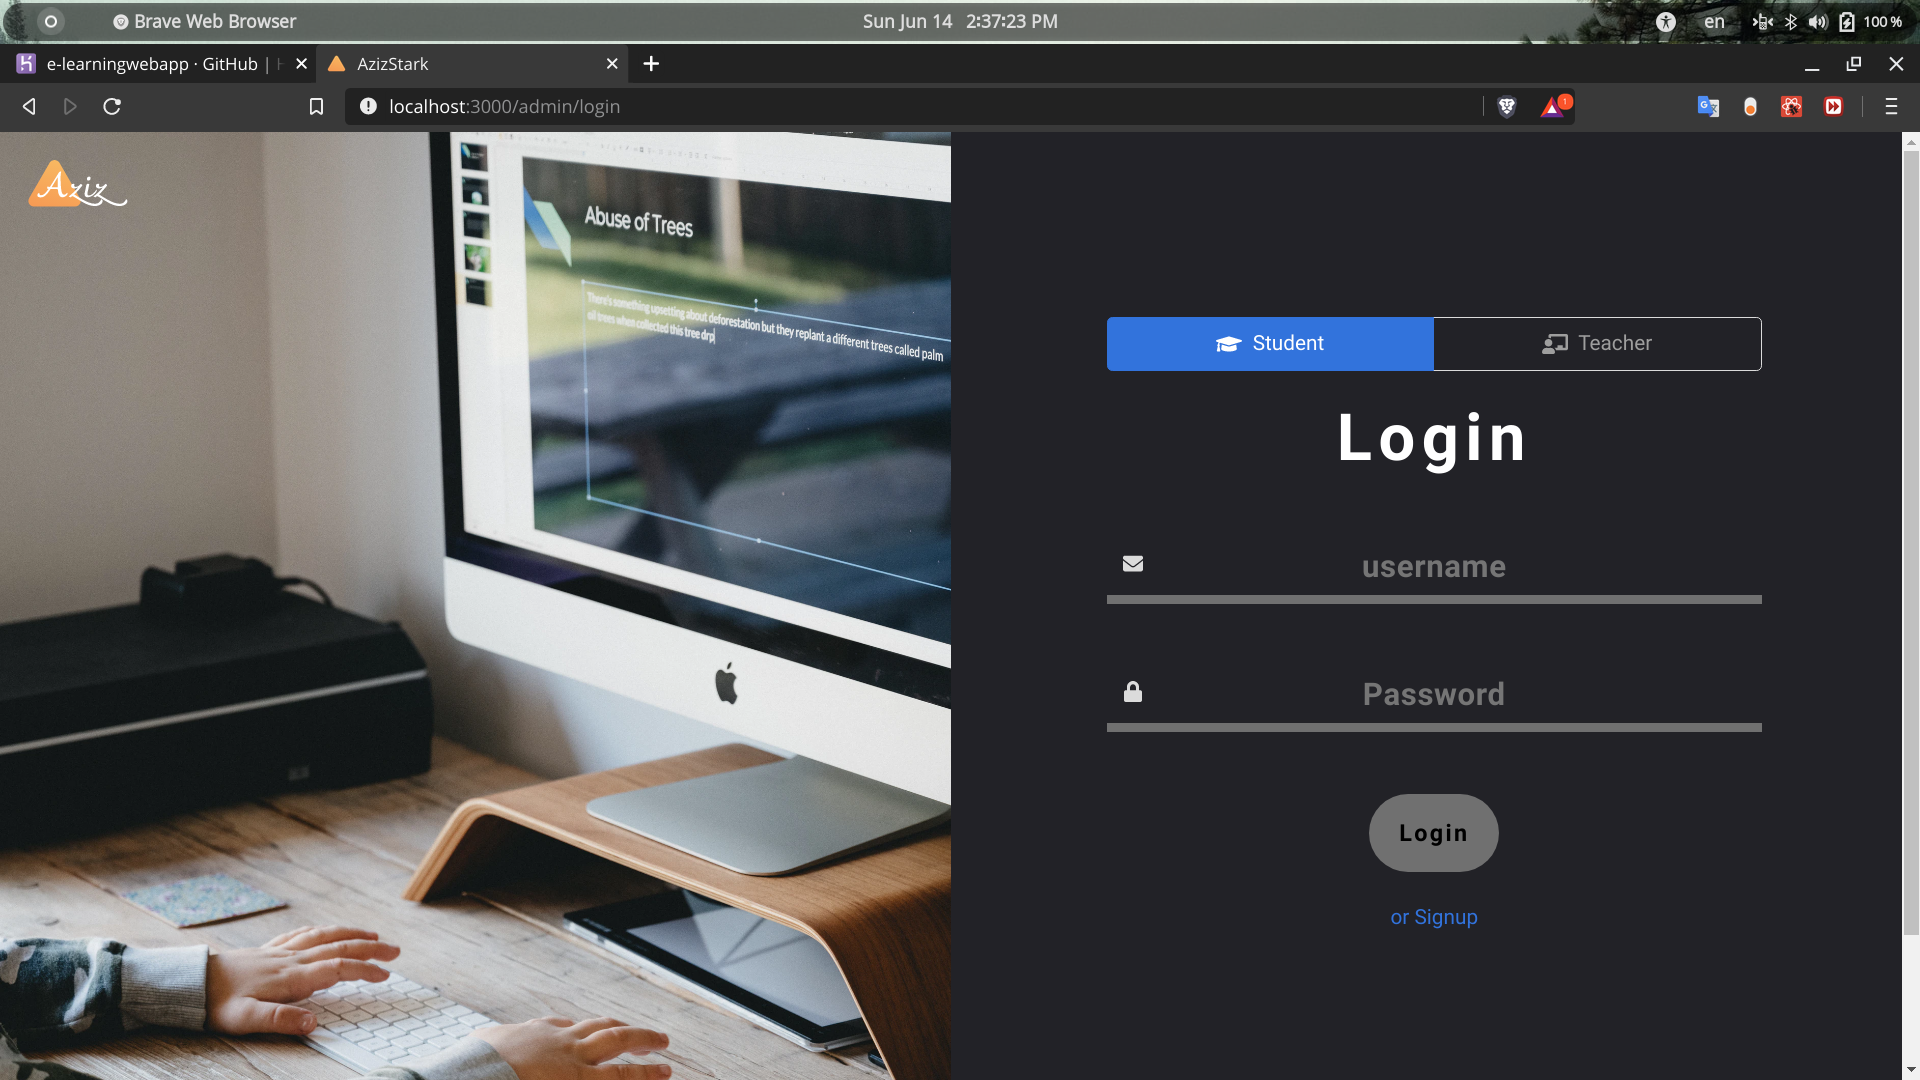 Brave Web Browser
Sun Jun 14 2:37:23 PM
en
100 %
e-learningwebapp · GitHub |
AzizStark
localhost:3000/admin/login
1
Aziz
Abuse of Trees
There's something upsetting about deforestation but they replant a different trees called palm
oil trees when collected this tree drp
Student
Teacher
Login
username
Password
Login
or Signup